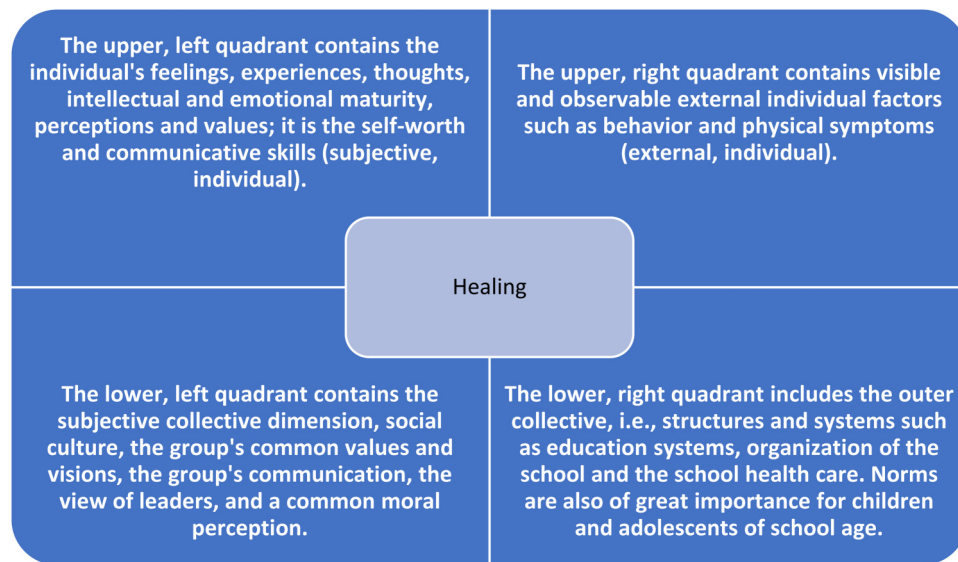 The upper, left quadrant contains the
individual's feelings, experiences, thoughts,
intellectual and emotional maturity,
perceptions and values; it is the self-worth
and communicative skills (subjective,
individual).
The upper, right quadrant contains visible
and observable external individual factors
such as behavior and physical symptoms
(external, individual).
Healing
The lower, left quadrant contains the
subjective collective dimension, social
culture, the group's common values and
visions, the group's communication, the
view of leaders, and a common moral
perception.
The lower, right quadrant includes the outer
collective, i.e., structures and systems such
as education systems, organization of the
school and the school health care. Norms
are also of great importance for children
and adolescents of school age.